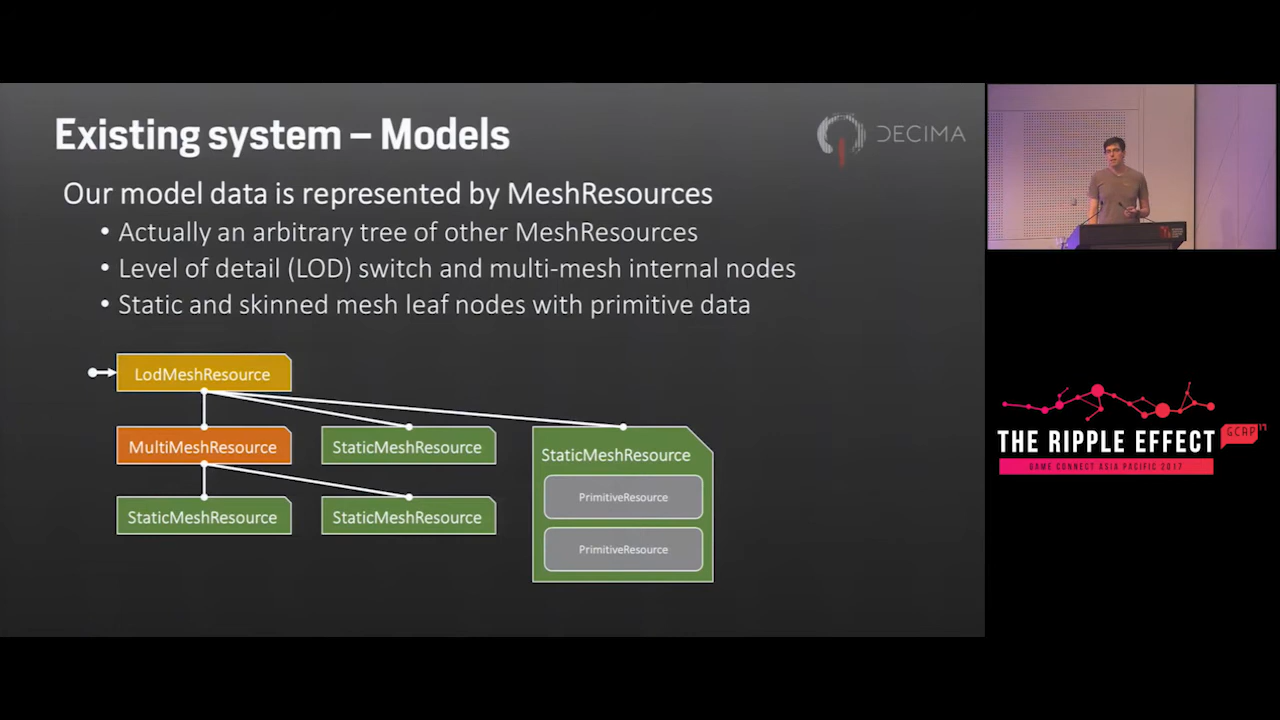 Existing system – Models
DECIMA
Our model data is represented by MeshResources
• Actually an arbitrary tree of other MeshResources
• Level of detail (LOD) switch and multi-mesh internal nodes
• Static and skinned mesh leaf nodes with primitive data
LodMeshResource
MultiMeshResource
StaticMeshResource
StaticMeshResource
PrimitiveResource
PrimitiveResource
StaticMeshResource
StaticMeshResource
THE RIPPLE EFFECT
GCAP 17
GAME CONNECT ASIA PACIFIC 2017